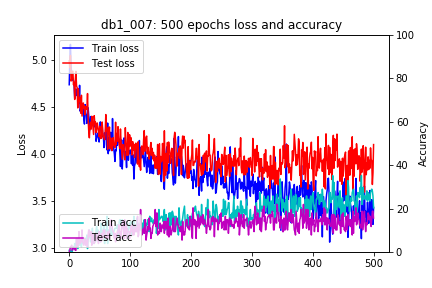 db1_007: 500 epochs loss and accuracy
Train loss
Test loss
Train acc
Test acc
Loss
5.0
4.5
4.0
3.5
3.0
Accuracy
100
80
60
40
20
0
0 100 200 300 400 500